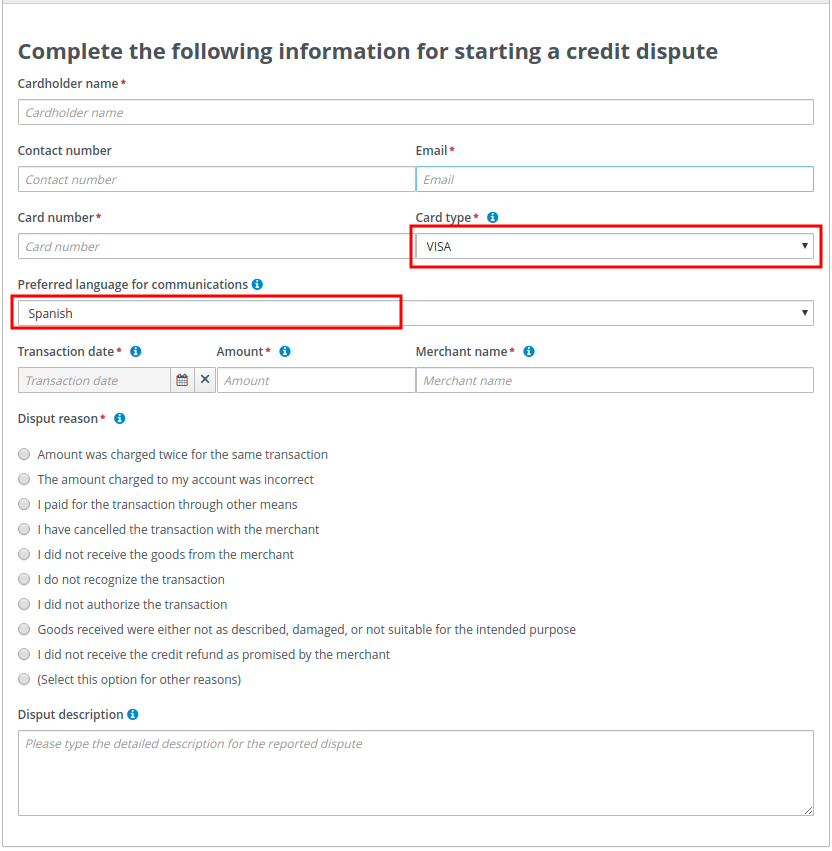 Complete the following information for starting a credit dispute
Cardholder name*
Cardholder name
Contact number Email*
Contact number Email
Card number* Card type*
Card number VISA
Preferred language for communications
Spanish
Transaction date* Amount* Merchant name*
Transaction date Amount Merchant name
Disput reason*
Amount was charged twice for the same transaction
The amount charged to my account was incorrect
I paid for the transaction through other means
I have cancelled the transaction with the merchant
I did not receive the goods from the merchant
I do not recognize the transaction
I did not authorize the transaction
Goods received were either not as described, damaged, or not suitable for the intended purpose
I did not receive the credit refund as promised by the merchant
(Select this option for other reasons)
Disput description
Please type the detailed description for the reported dispute